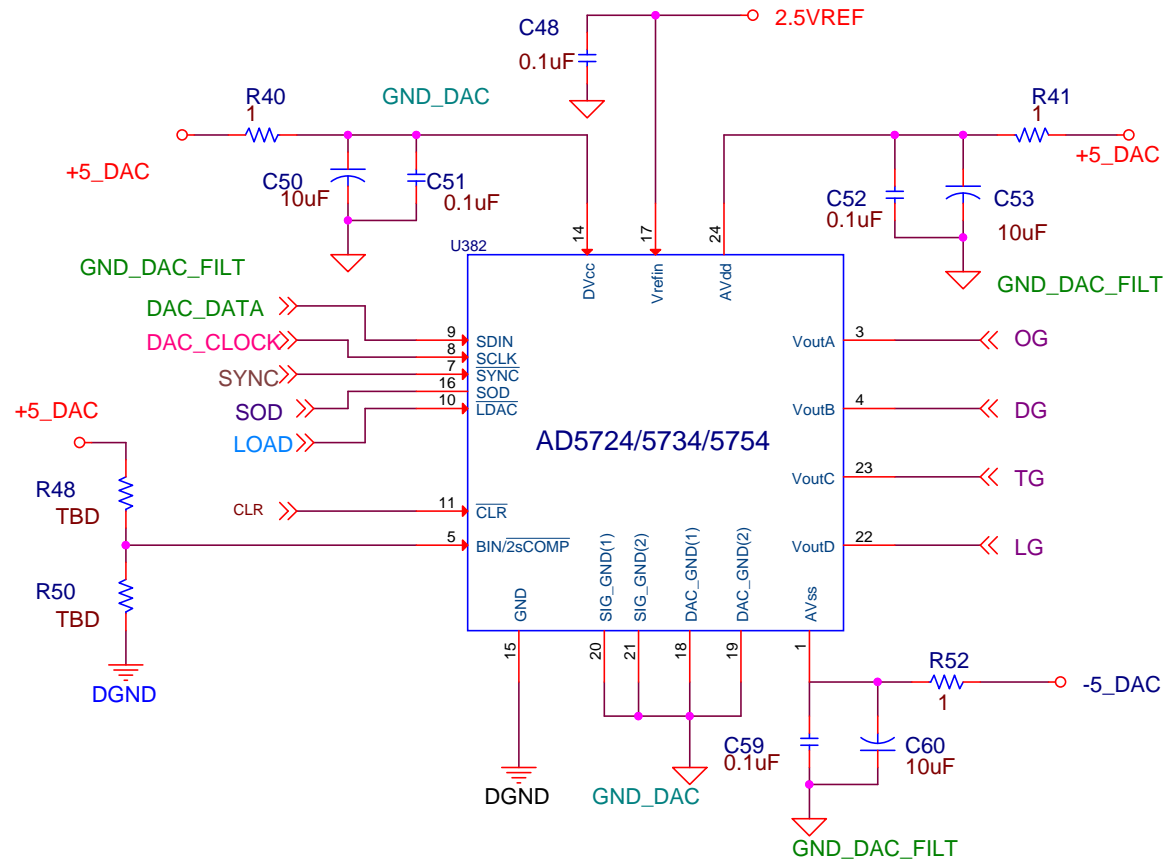 2.5VREF
C48
0.1uF
R40
1
GND_DAC
R41
1
+5_DAC
+5_DAC
C50
10uF
C51
0.1uF
C52
0.1uF
C53
10uF
14
17
24
U382
DVcc
Vrefin
AVdd
GND_DAC_FILT
GND_DAC_FILT
DAC_DATA
9
SDIN
VoutA
3
OG
DAC_CLOCK
8
SCLK
SYNC
7
SYNC
16
SOD
SOD
10
LDAC
VoutB
4
DG
+5_DAC
LOAD
AD5724/5734/5754
VoutC
23
TG
R48
TBD
CLR
11
CLR
5
BIN/2sCOMP
VoutD
22
LG
R50
TBD
GND
SIG_GND(1)
SIG_GND(2)
DAC_GND(1)
DAC_GND(2)
AVss
15
20
21
18
19
1
R52
1
-5_DAC
DGND
C59
0.1uF
C60
10uF
DGND
GND_DAC
GND_DAC_FILT